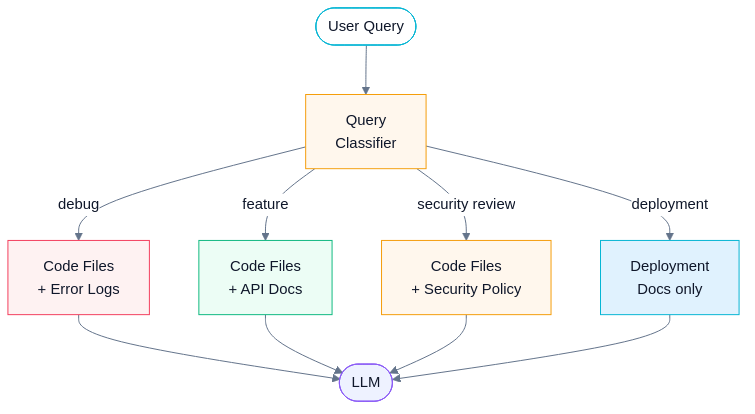 User Query
Query
Classifier
debug
feature
security review
deployment
Code Files
+ Error Logs
Code Files
+ API Docs
Code Files
+ Security Policy
Deployment
Docs only
LLM